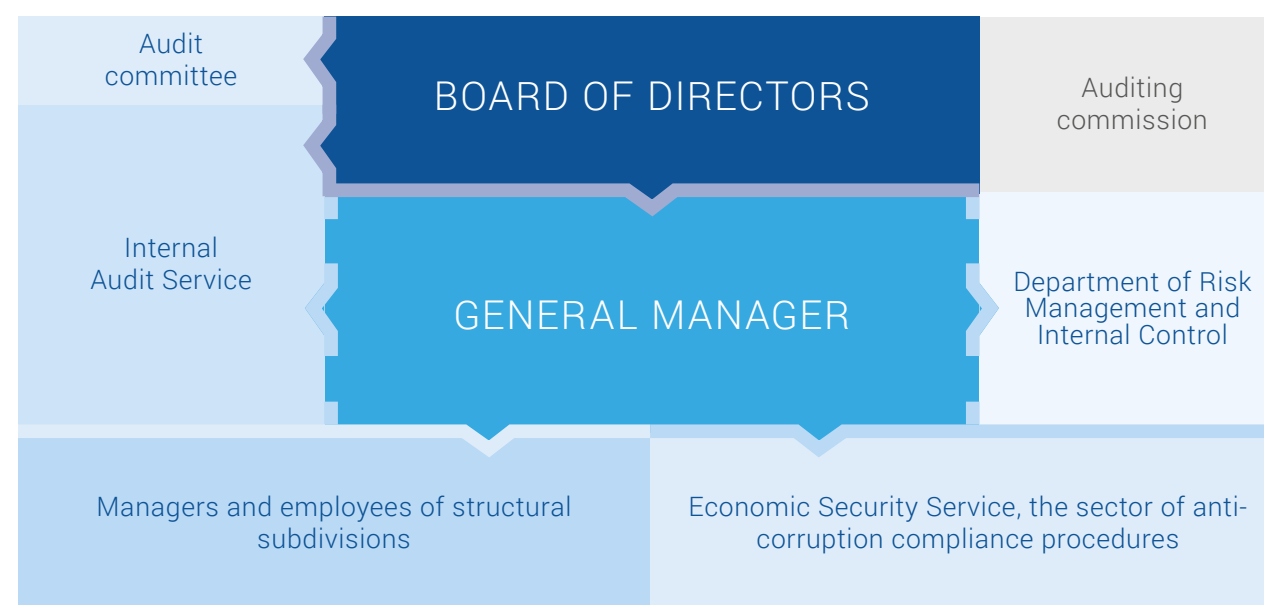 Audit
committee
BOARD OF DIRECTORS
Auditing
commission
Internal
Audit Service
GENERAL MANAGER
Department of Risk
Management and
Internal Control
Managers and employees of structural
subdivisions
Economic Security Service, the sector of anti-
corruption compliance procedures